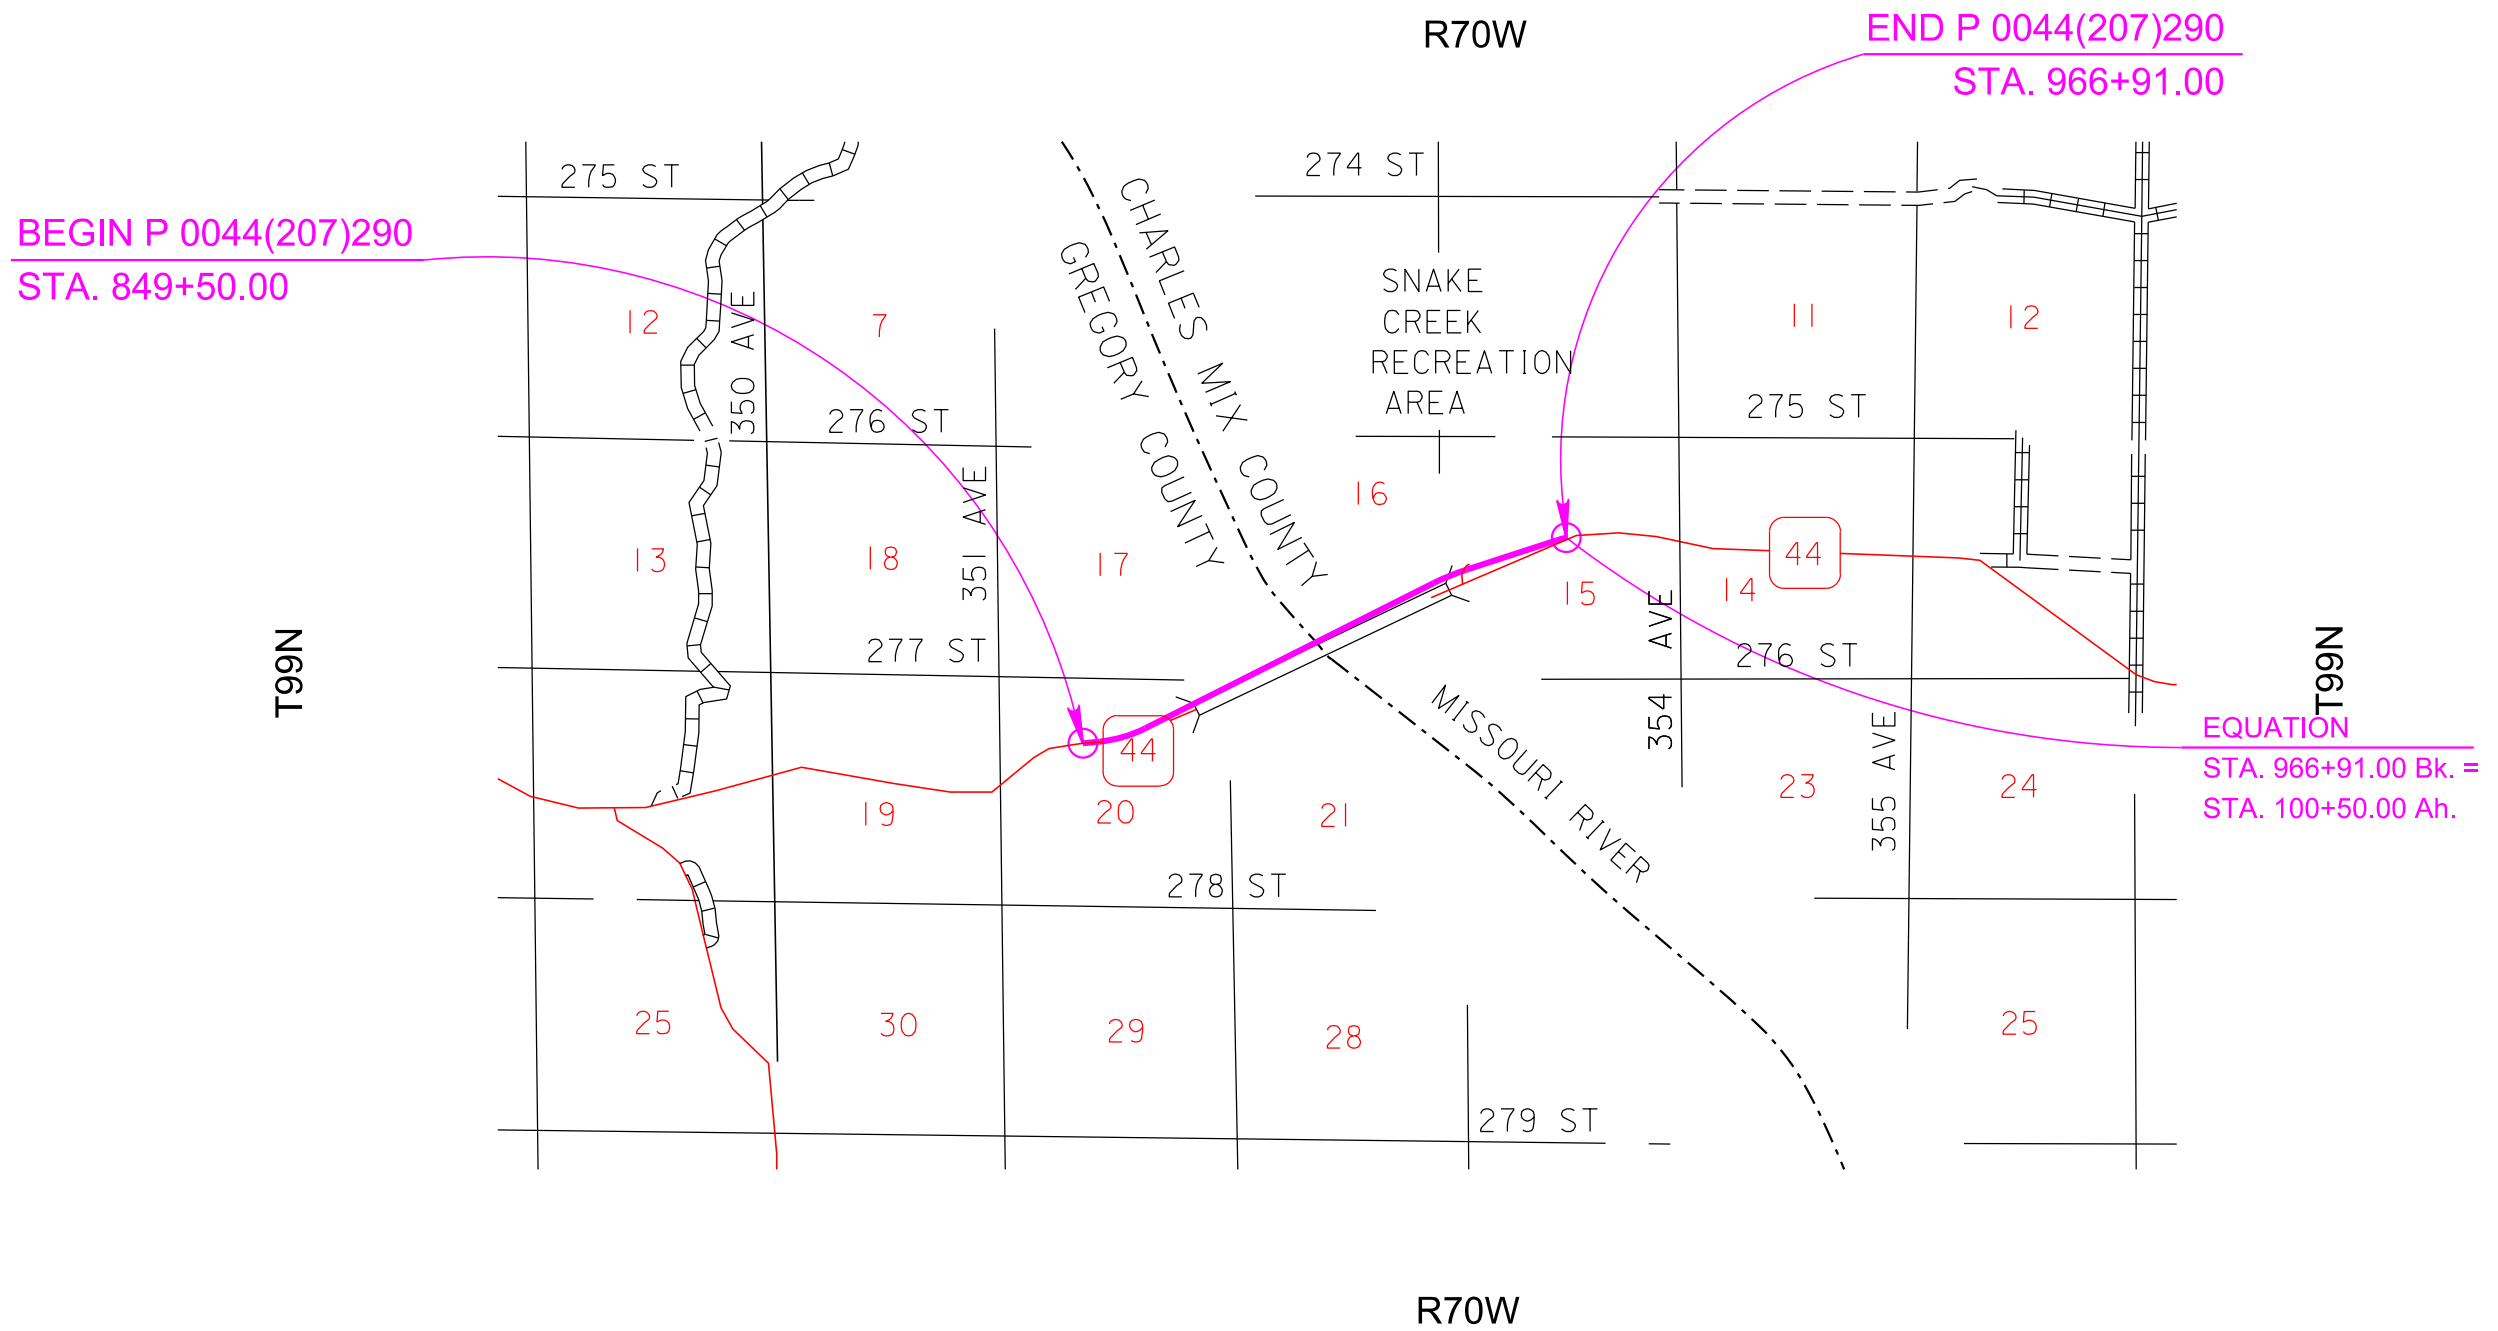 R70W
END P 0044(207)290
STA. 966+91.00
BEGIN P 0044(207)290
STA. 849+50.00
275 ST
274 ST
CHARLES MIX COUNTY
GREGORY COUNTY
SNAKE
CREEK
RECREATION
AREA
12
7
11
12
350 AVE
276 ST
275 ST
351 AVE
16
13
18
17
44
15
14
354 AVE
277 ST
276 ST
T99N
T99N
MISSOURI RIVER
44
355 AVE
EQUATION
STA. 966+91.00 Bk. =
STA. 100+50.00 Ah.
19
20
21
23
24
278 ST
25
30
29
28
25
279 ST
R70W